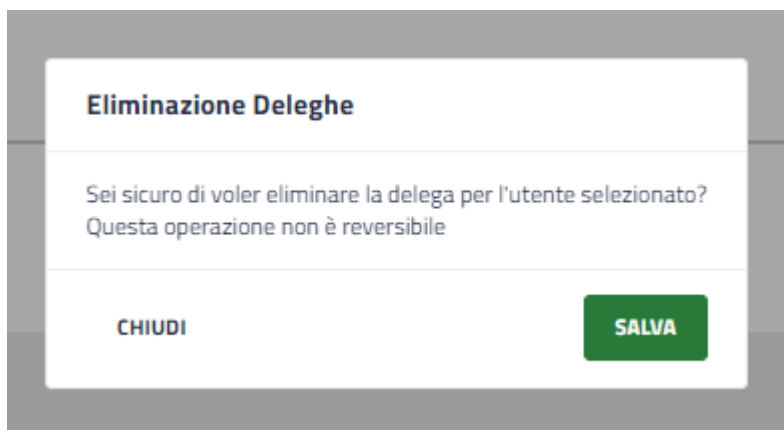 Eliminazione Deleghe
Sei sicuro di voler eliminare la delega per l'utente selezionato?
Questa operazione non è reversibile
CHIUDI
SALVA